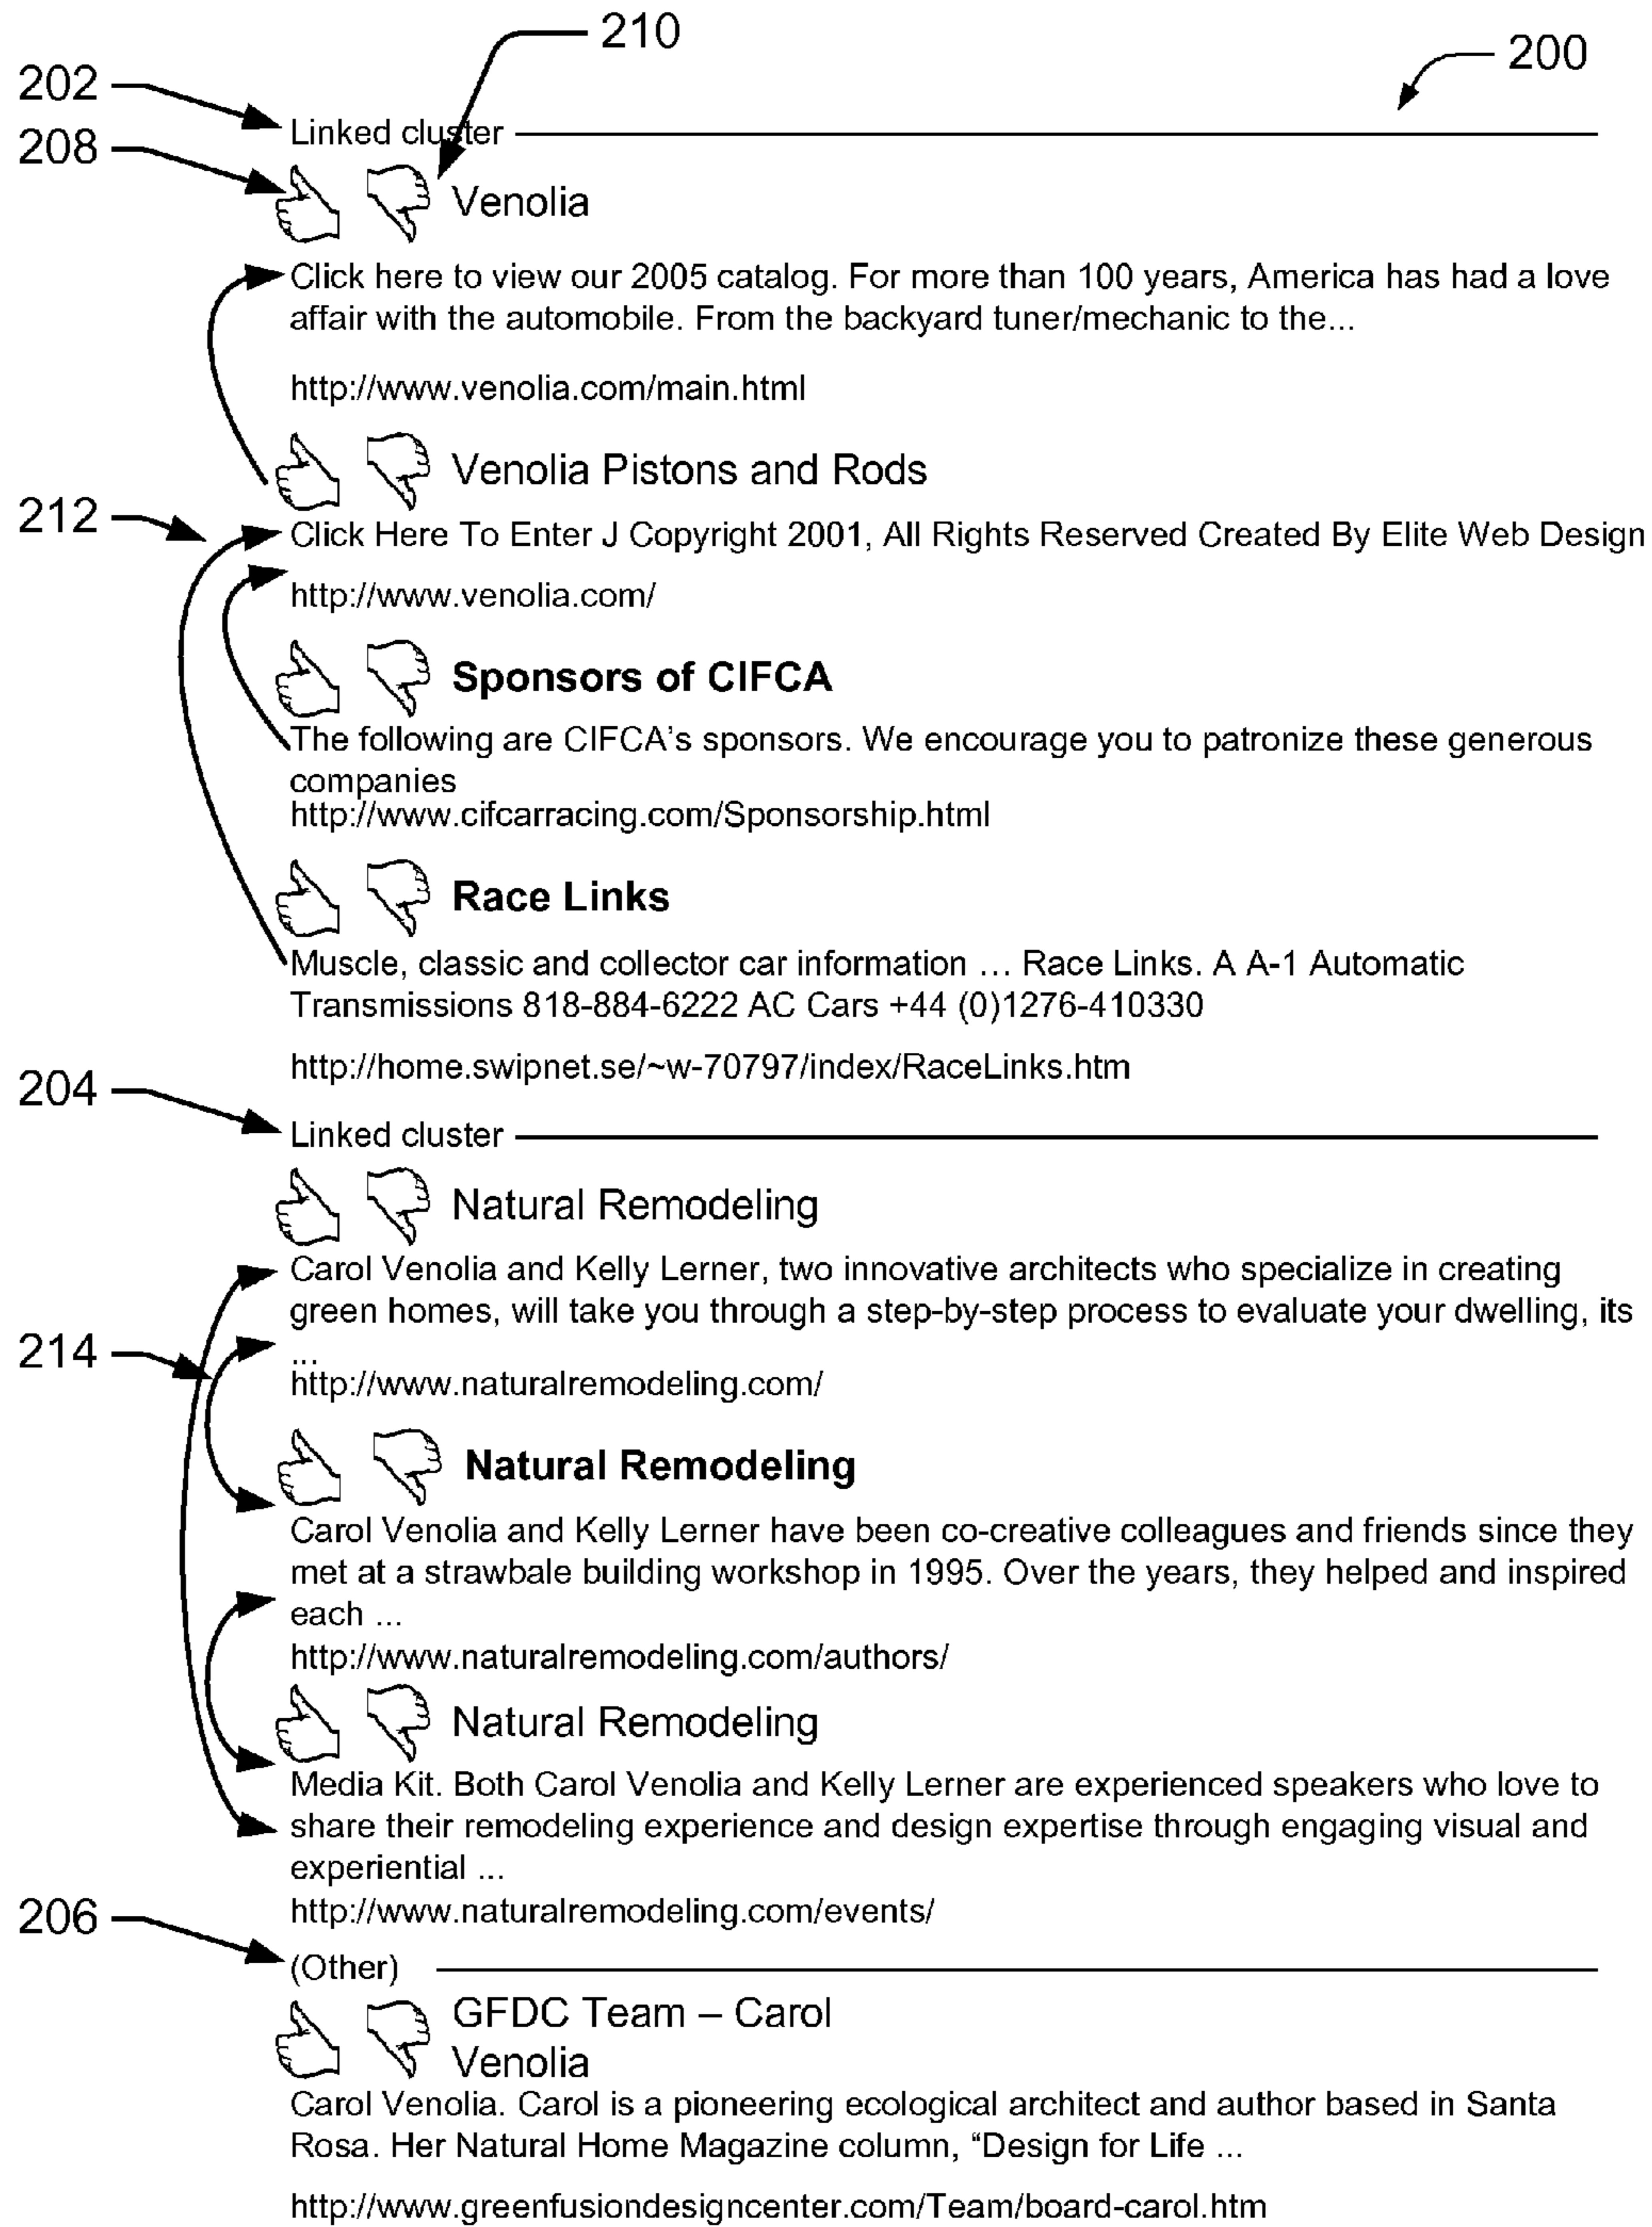 210
200
202
Linked cluster
208
Venolia
Click here to view our 2005 catalog. For more than 100 years, America has had a love
affair with the automobile. From the backyard tuner/mechanic to the...
http://www.venolia.com/main.html
Venolia Pistons and Rods
212
Click Here To Enter J Copyright 2001, All Rights Reserved Created By Elite Web Design
http://www.venolia.com/
Sponsors of CIFCA
The following are CIFCA's sponsors. We encourage you to patronize these generous
companies
http://www.cifcarracing.com/Sponsorship.html
Race Links
Muscle, classic and collector car information ... Race Links. A A-1 Automatic
Transmissions 818-884-6222 AC Cars +44 (0)1276-410330
http://home.swipnet.se/~w-70797/index/RaceLinks.htm
204
Linked cluster
Natural Remodeling
Carol Venolia and Kelly Lerner, two innovative architects who specialize in creating
green homes, will take you through a step-by-step process to evaluate your dwelling, its
214
...
http://www.naturalremodeling.com/
Natural Remodeling
Carol Venolia and Kelly Lerner have been co-creative colleagues and friends since they
met at a strawbale building workshop in 1995. Over the years, they helped and inspired
each ...
http://www.naturalremodeling.com/authors/
Natural Remodeling
Media Kit. Both Carol Venolia and Kelly Lerner are experienced speakers who love to
share their remodeling experience and design expertise through engaging visual and
experiential ...
http://www.naturalremodeling.com/events/
206
(Other)
GFDC Team – Carol
Venolia
Carol Venolia. Carol is a pioneering ecological architect and author based in Santa
Rosa. Her Natural Home Magazine column, “Design for Life ...
http://www.greenfusiondesigncenter.com/Team/board-carol.htm